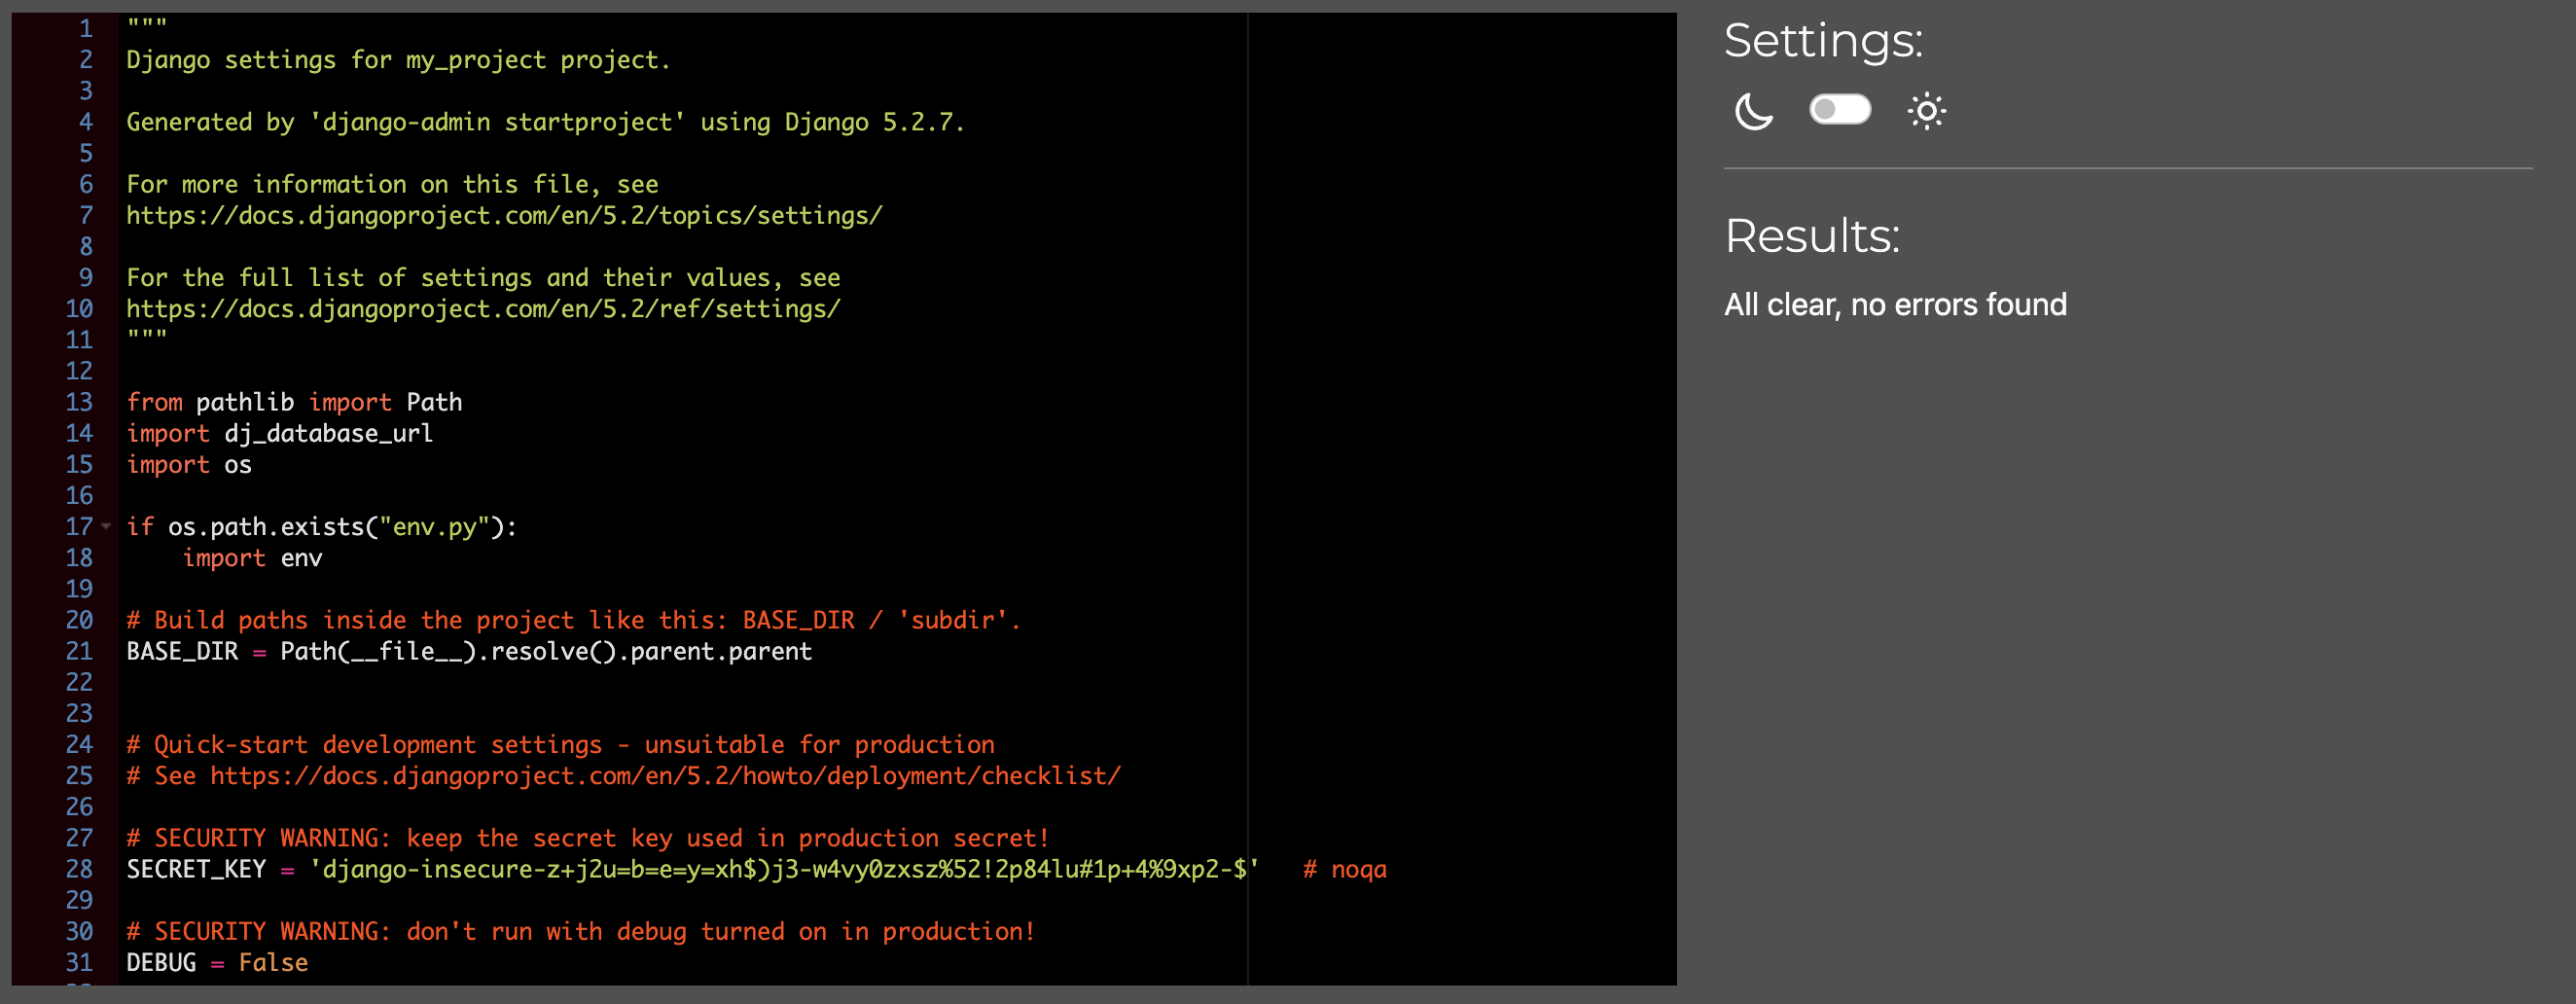 1 """
2 Django settings for my_project project.
3
4 Generated by 'django-admin startproject' using Django 5.2.7.
5
6 For more information on this file, see
7 https://docs.djangoproject.com/en/5.2/topics/settings/
8
9 For the full list of settings and their values, see
10 https://docs.djangoproject.com/en/5.2/ref/settings/
11 """
12
13 from pathlib import Path
14 import dj_database_url
15 import os
16
17 if os.path.exists("env.py"):
18     import env
19
20 # Build paths inside the project like this: BASE_DIR / 'subdir'.
21 BASE_DIR = Path(__file__).resolve().parent.parent
22
23
24 # Quick-start development settings - unsuitable for production
25 # See https://docs.djangoproject.com/en/5.2/howto/deployment/checklist/
26
27 # SECURITY WARNING: keep the secret key used in production secret!
28 SECRET_KEY = 'django-insecure-z+j2u=b=e=y=xh$)j3-w4vy0zxsz%52!2p84lu#1p+4%9xp2-$'   # noqa
29
30 # SECURITY WARNING: don't run with debug turned on in production!
31 DEBUG = False
Settings:
Results:
All clear, no errors found